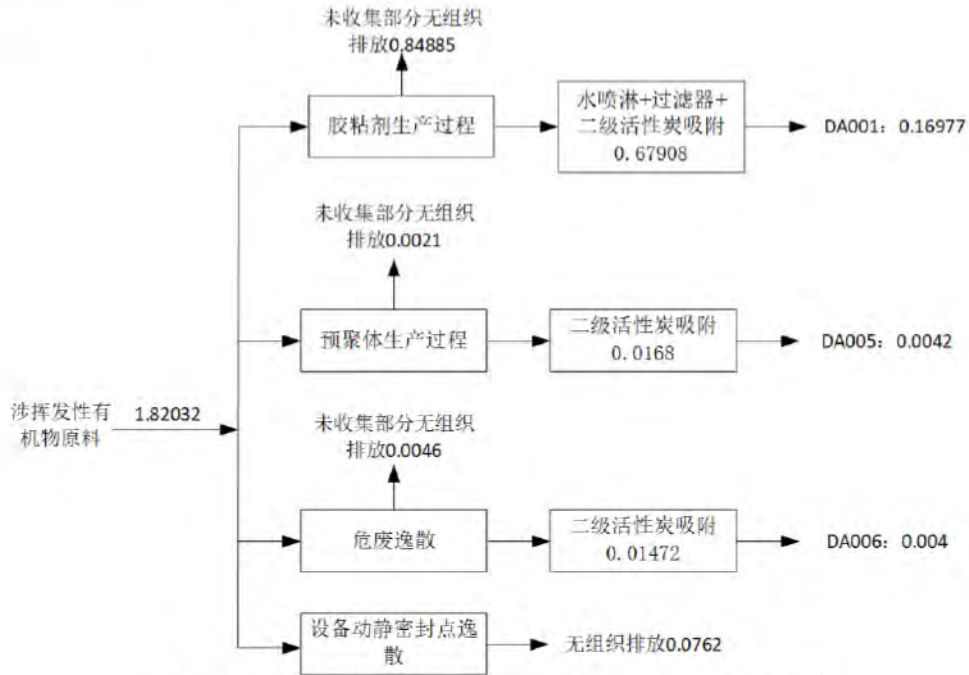 未收集部分无组织
排放0.84885
胶粘剂生产过程
水喷淋+过滤器+
二级活性炭吸附
0.67908
DA001：0.16977
未收集部分无组织
排放0.0021
预聚体生产过程
二级活性炭吸附
0.0168
DA005：0.0042
涉挥发性有
机物原料
1.82032
未收集部分无组织
排放0.0046
危废逸散
二级活性炭吸附
0.01472
DA006：0.004
设备动静密封点逸
散
无组织排放0.0762